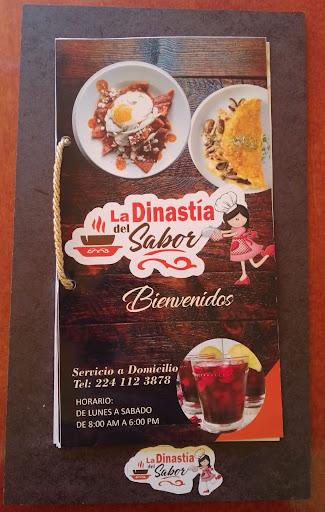 La Dinastía
del Sabor
Bienvenidos
Servicio a Domicilio
Tel: 224 112 3878
HORARIO:
DE LUNES A SABADO
DE 8:00 AM A 6:00 PM
La Dinastía
del Sabor